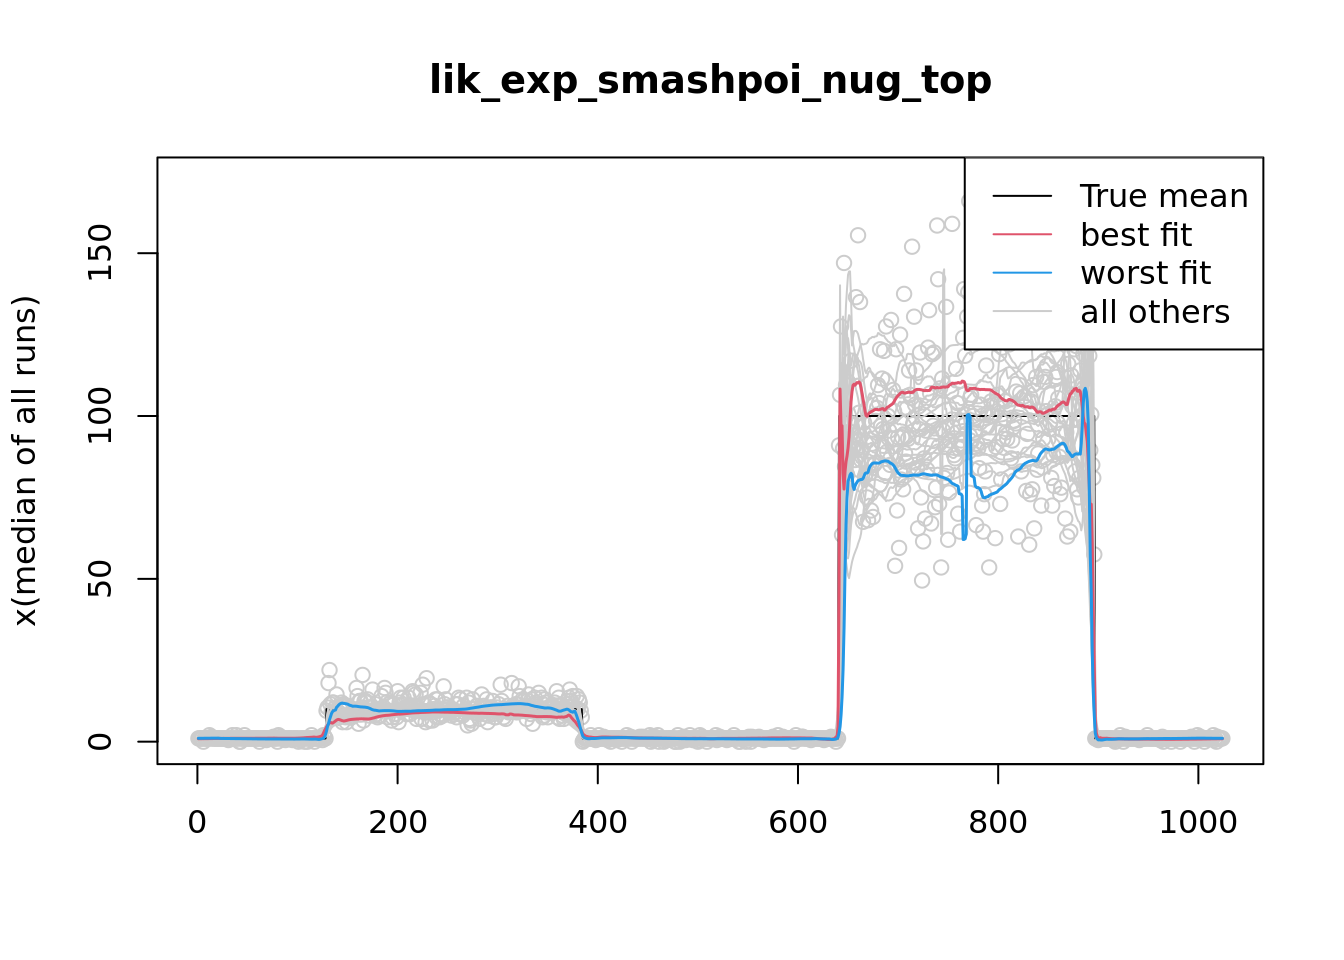 lik_exp_smashpoi_nug_top
x(median of all runs)
150
100
50
0
True mean
best fit
worst fit
all others
0 200 400 600 800 1000